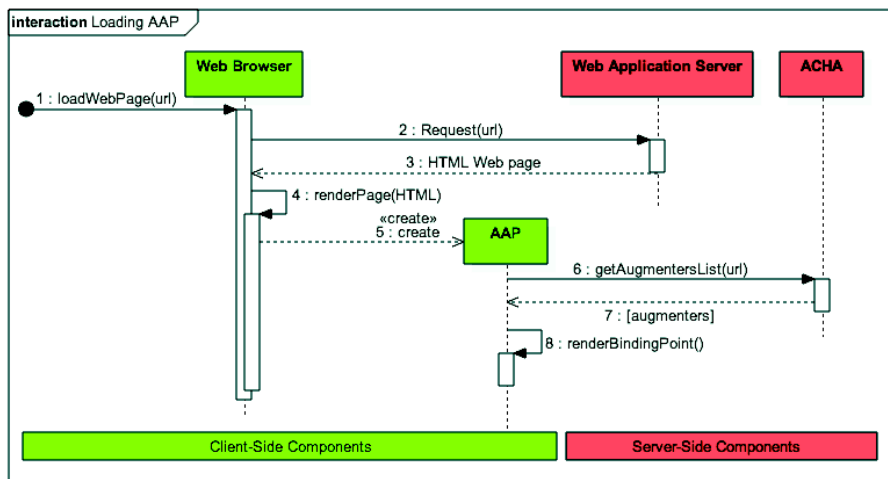 interaction Loading AAP
Web Browser
Web Application Server
ACHA
1 : loadWebPage(url)
2 : Request(url)
3 : HTML Web page
4 : renderPage(HTML)
«create»
5 : create
AAP
6 : getAugmentersList(url)
7 : [augmenters]
8 : renderBindingPoint()
Client-Side Components
Server-Side Components